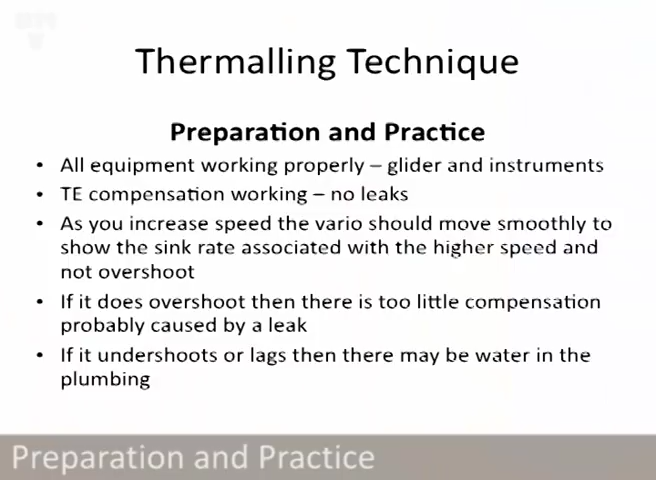 Thermalling Technique
Preparation and Practice
• All equipment working properly – glider and instruments
• TE compensation working – no leaks
• As you increase speed the vario should move smoothly to
show the sink rate associated with the higher speed and
not overshoot
• If it does overshoot then there is too little compensation
probably caused by a leak
• If it undershoots or lags then there may be water in the
plumbing
Preparation and Practice